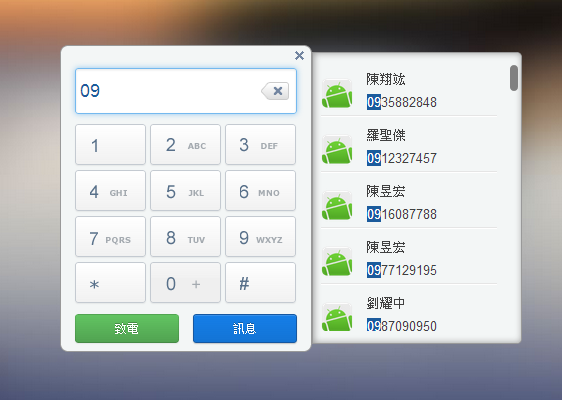 09
1
2 ABC
3 DEF
4 GHI
5 JKL
6 MNO
7 PQRS
8 TUV
9 WXYZ
*
0 +
#
致電
訊息
陳翔竑
0935882848
羅聖傑
0912327457
陳昱宏
0916087788
陳昱宏
0977129195
劉耀中
0987090950